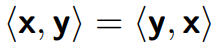 ⟨𝐱, 𝐲⟩ = ⟨𝐲, 𝐱⟩